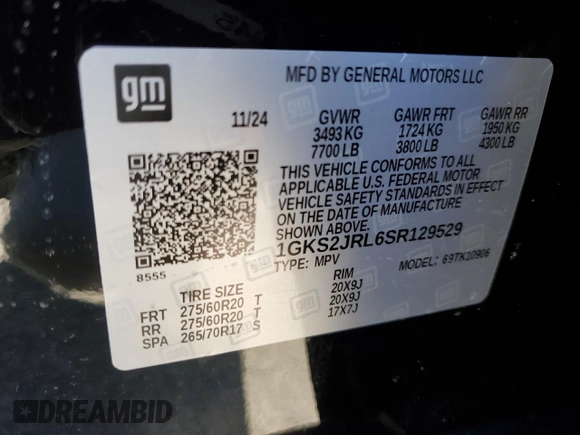 gm
MFD BY GENERAL MOTORS LLC
11/24 GVWR GAWR FRT GAWR RR
3493 KG 1724 KG 1950 KG
7700 LB 3800 LB 4300 LB
THIS VEHICLE CONFORMS TO ALL
APPLICABLE U.S. FEDERAL MOTOR
VEHICLE SAFETY STANDARDS IN EFFECT
ON THE DATE OF MANUFACTURE
SHOWN ABOVE.
1GKS2JRL6SR129529
8555
TYPE: MPV MODEL: 69TK10906
TIRE SIZE RIM
FRT 275/60R20 T 20X9J
RR 275/60R20 T 20X9J
SPA 265/70R17 S 17X7J
DREAMBID